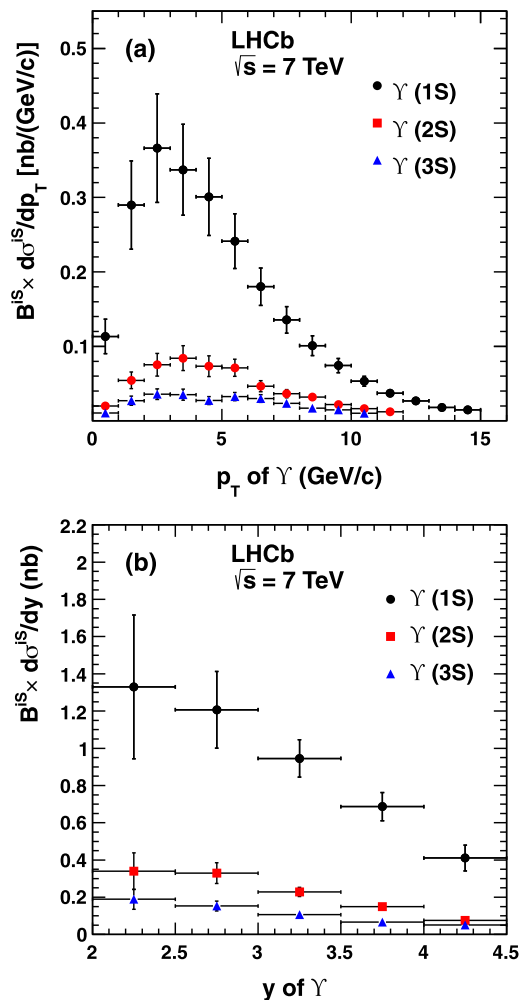 (a)
LHCb
√s = 7 TeV
ϒ (1S)
ϒ (2S)
ϒ (3S)
B^iS × dσ^iS/dp_T [nb/(GeV/c)]
0.5
0.4
0.3
0.2
0.1
0 5 10 15
p_T of ϒ (GeV/c)
(b)
LHCb
√s = 7 TeV
ϒ (1S)
ϒ (2S)
ϒ (3S)
B^iS × dσ^iS/dy (nb)
2.2
2
1.8
1.6
1.4
1.2
1
0.8
0.6
0.4
0.2
0
2 2.5 3 3.5 4 4.5
y of ϒ